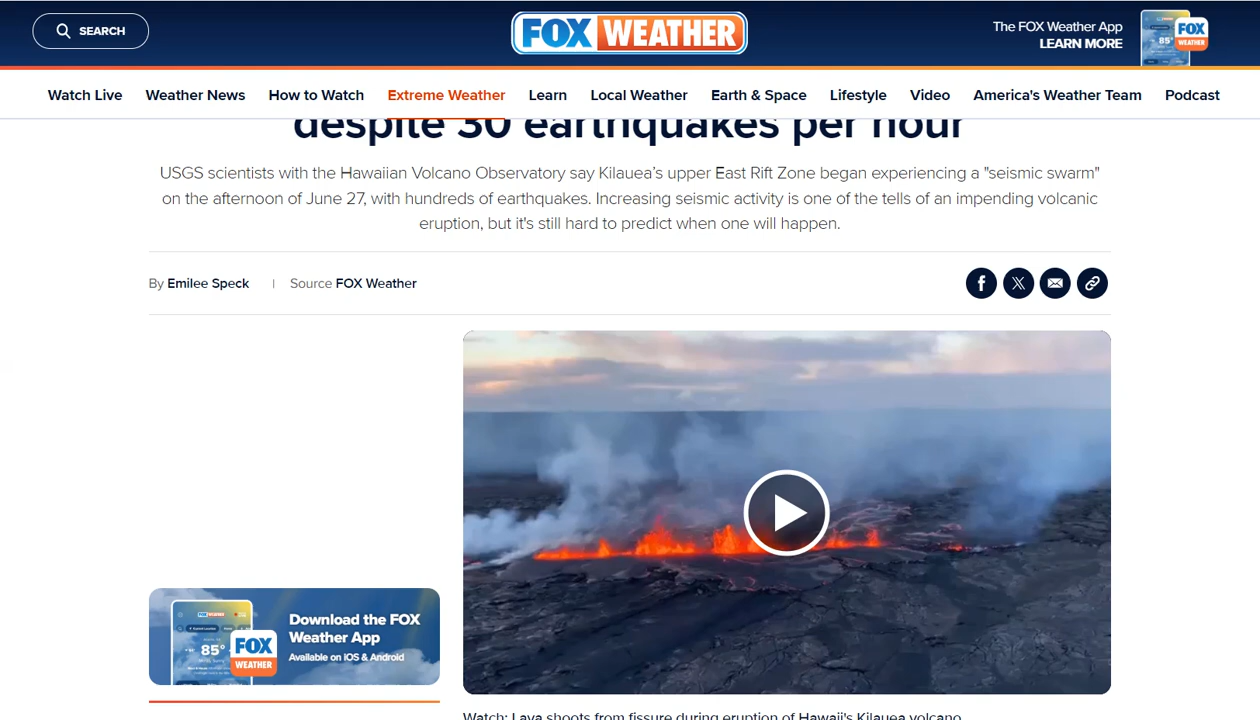 SEARCH
FOX WEATHER
The FOX Weather App
LEARN MORE
85°
FOX
WEATHER
Watch Live
Weather News
How to Watch
Extreme Weather
Learn
Local Weather
Earth & Space
Lifestyle
Video
America's Weather Team
Podcast
despite 30 earthquakes per hour
USGS scientists with the Hawaiian Volcano Observatory say Kilauea’s upper East Rift Zone began experiencing a "seismic swarm"
on the afternoon of June 27, with hundreds of earthquakes. Increasing seismic activity is one of the tells of an impending volcanic
eruption, but it's still hard to predict when one will happen.
By Emilee Speck
Source FOX Weather
Download the FOX
Weather App
Available on iOS & Android
FOX WEATHER
85°
FOX
WEATHER
Watch: Lava shoots from fissure during eruption of Hawaii's Kilauea volcano